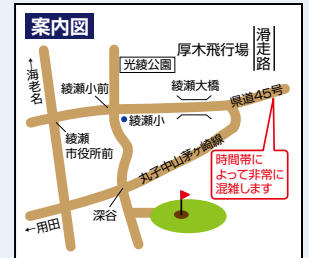 案内図
滑走路
厚木飛行場
光綾公園
←海老名
綾瀬小前
綾瀬大橋
県道45号
綾瀬小
綾瀬
市役所前
丸子中山茅ケ崎線
時間帯に
よって非常に
混雑します
深谷
←用田